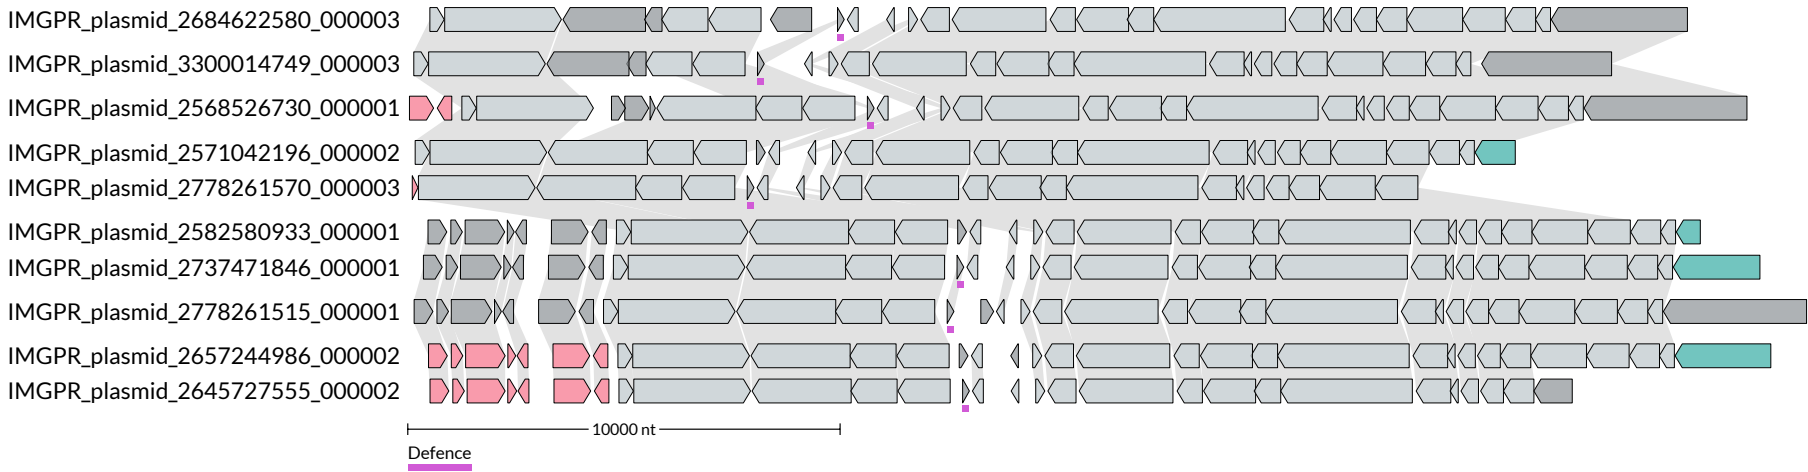 IMGPR_plasmid_2684622580_000003
IMGPR_plasmid_3300014749_000003
IMGPR_plasmid_2568526730_000001
IMGPR_plasmid_2571042196_000002
IMGPR_plasmid_2778261570_000003
IMGPR_plasmid_2582580933_000001
IMGPR_plasmid_2737471846_000001
IMGPR_plasmid_2778261515_000001
IMGPR_plasmid_2657244986_000002
IMGPR_plasmid_2645727555_000002
10000 nt
Defence